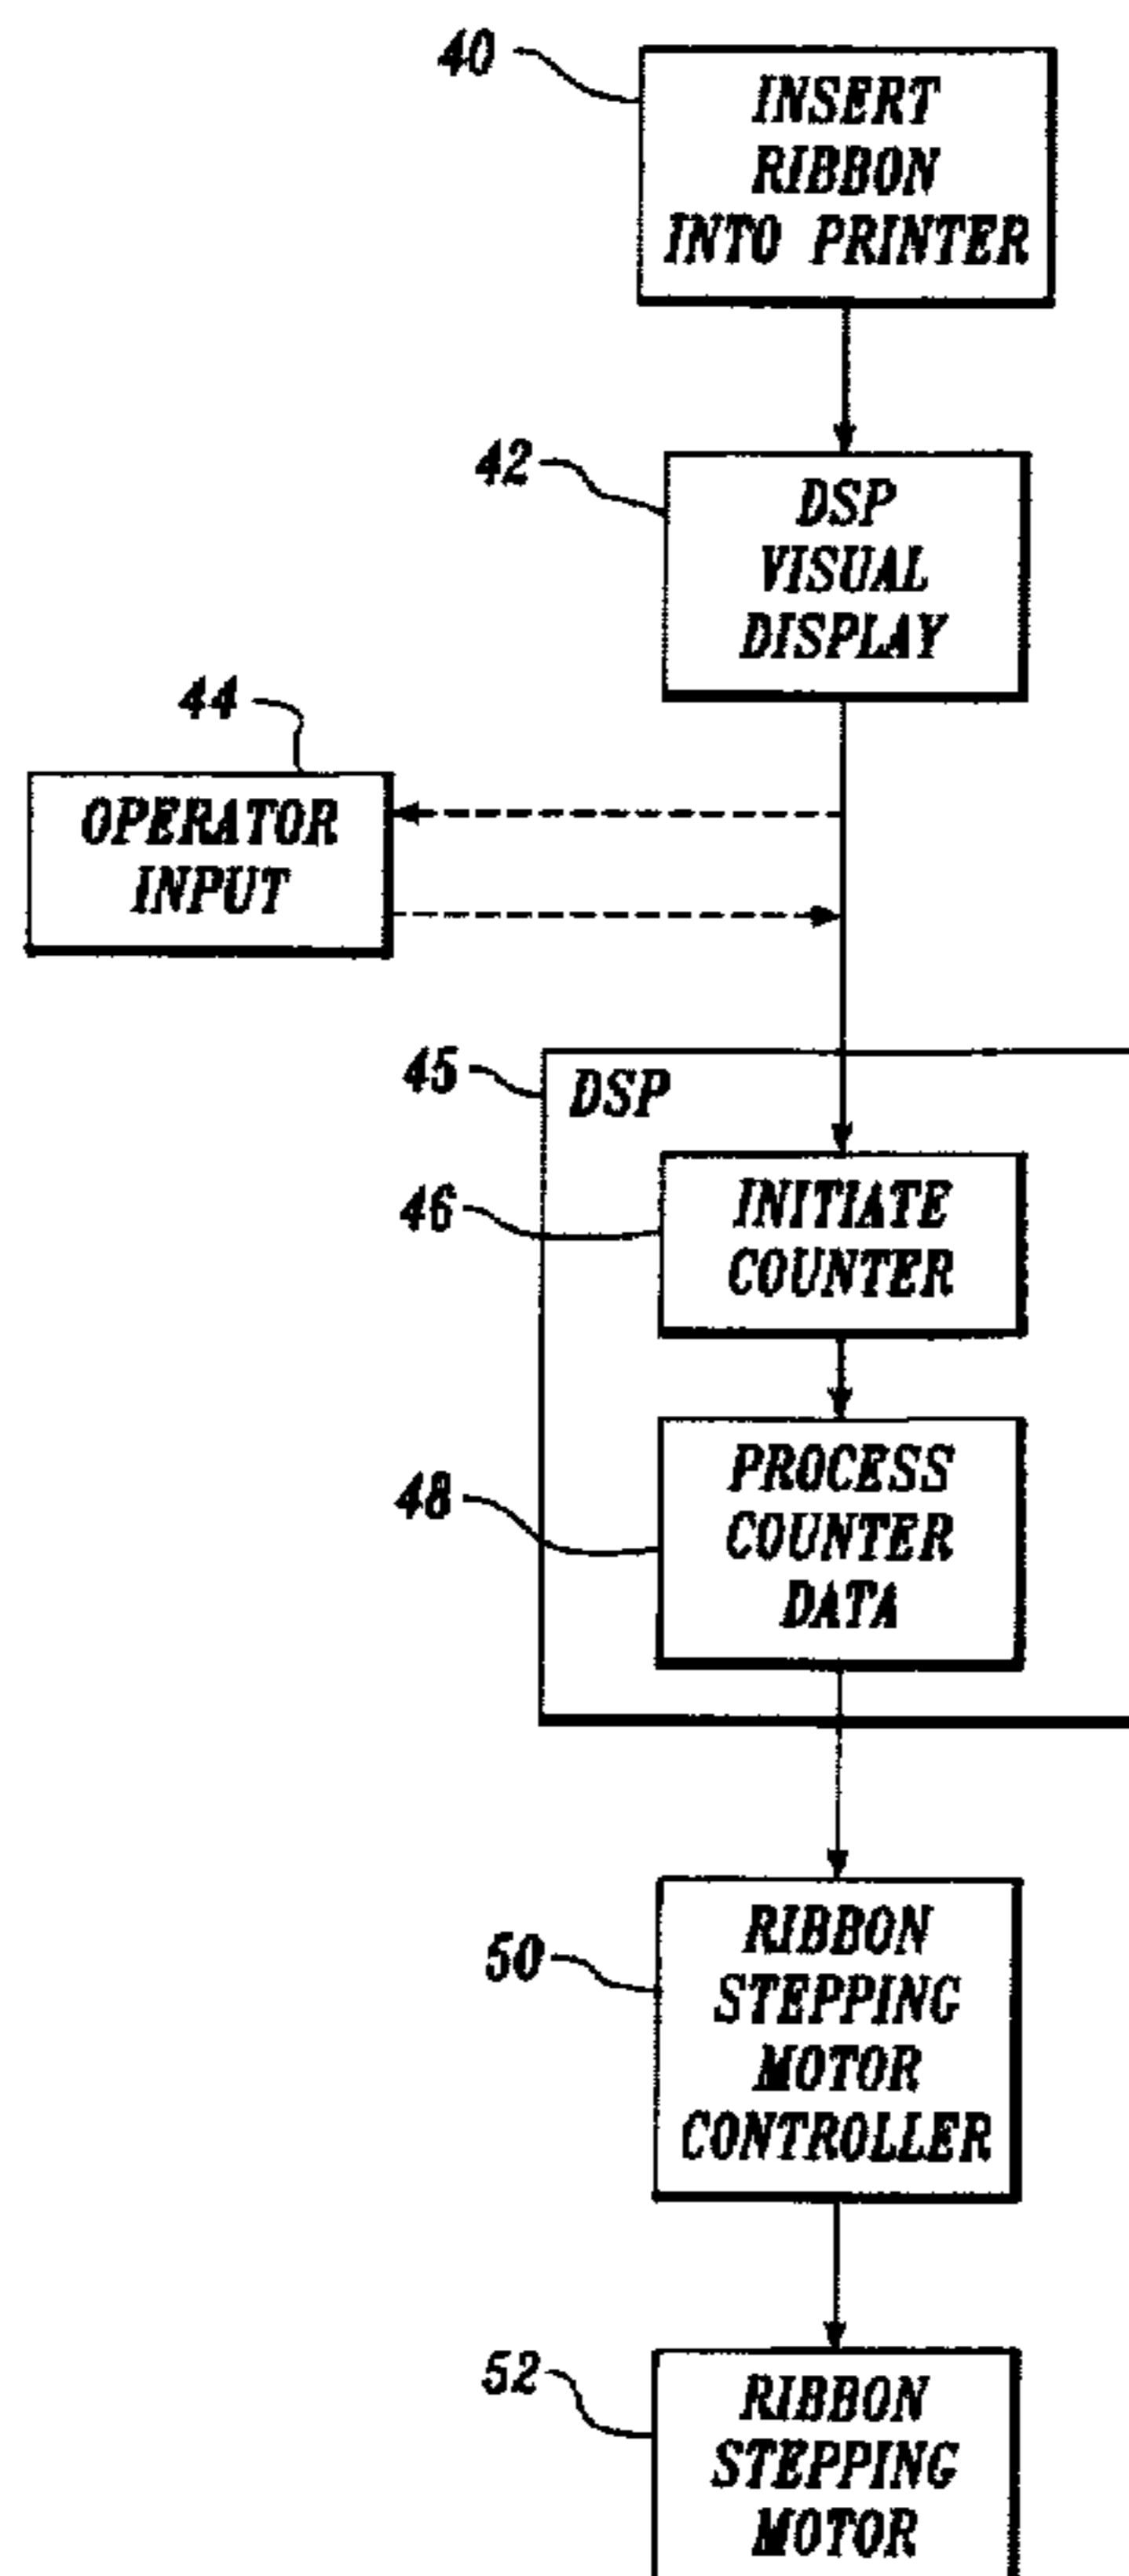 40
INSERT
RIBBON
INTO PRINTER
42
DSP
VISUAL
DISPLAY
44
OPERATOR
INPUT
45
DSP
46
INITIATE
COUNTER
48
PROCESS
COUNTER
DATA
50
RIBBON
STEPPING
MOTOR
CONTROLLER
52
RIBBON
STEPPING
MOTOR